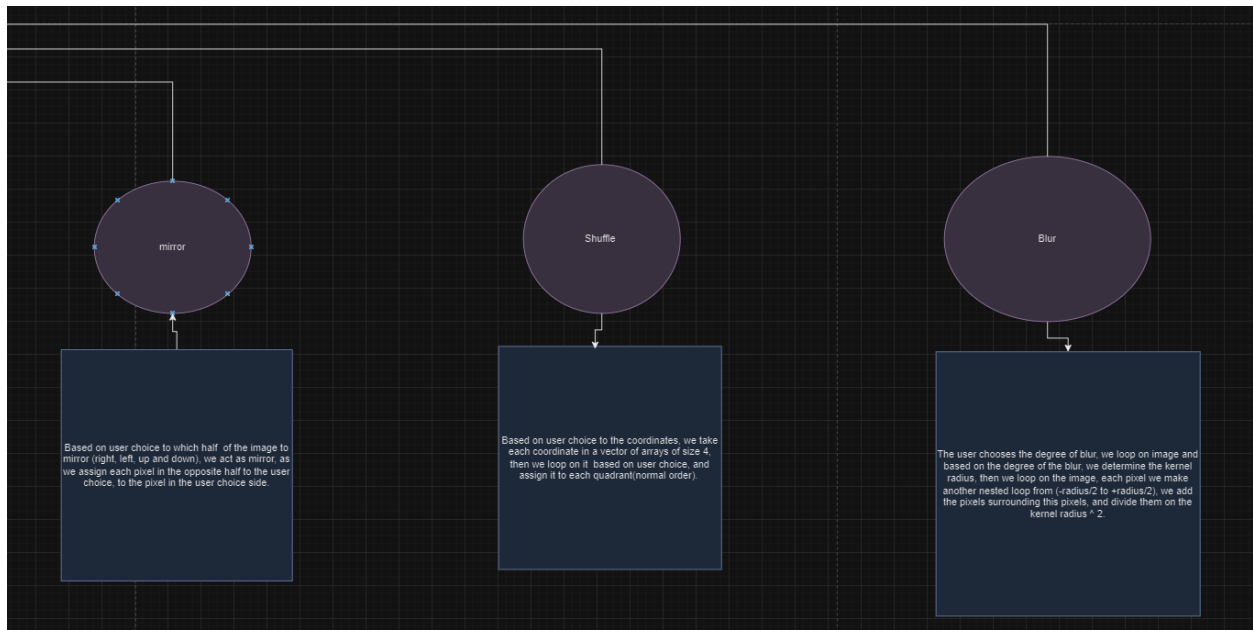 mirror
Shuffle
Blur
Based on user choice to which half of the image to
mirror (right, left, up and down), we act as mirror, as
we assign each pixel in the opposite half to the user
choice, to the pixel in the user choice side.
Based on user choice to the coordinates, we take
each coordinate in a vector of arrays of size 4,
then we loop on it based on user choice, and
assign it to each quadrant(normal order).
The user chooses the degree of blur, we loop on image and
based on the degree of the blur, we determine the kernel
radius, then we loop on the image, each pixel we make
another nested loop from (-radius/2 to +radius/2), we add
the pixels surrounding this pixels, and divide them on the
kernel radius ^ 2.